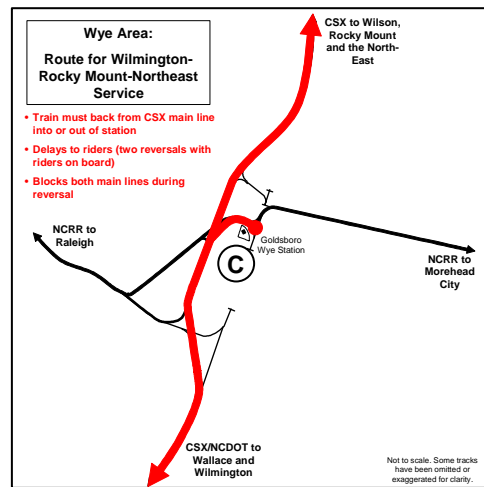 Wye Area:
Route for Wilmington-
Rocky Mount-Northeast
Service
• Train must back from CSX main line
into or out of station
• Delays to riders (two reversals with
riders on board)
• Blocks both main lines during
reversal
CSX to Wilson,
Rocky Mount
and the North-
East
NCRR to
Raleigh
Goldsboro
Wye Station
C
NCRR to
Morehead
City
CSX/NCDOT to
Wallace and
Wilmington
Not to scale. Some tracks
have been omitted or
exaggerated for clarity.